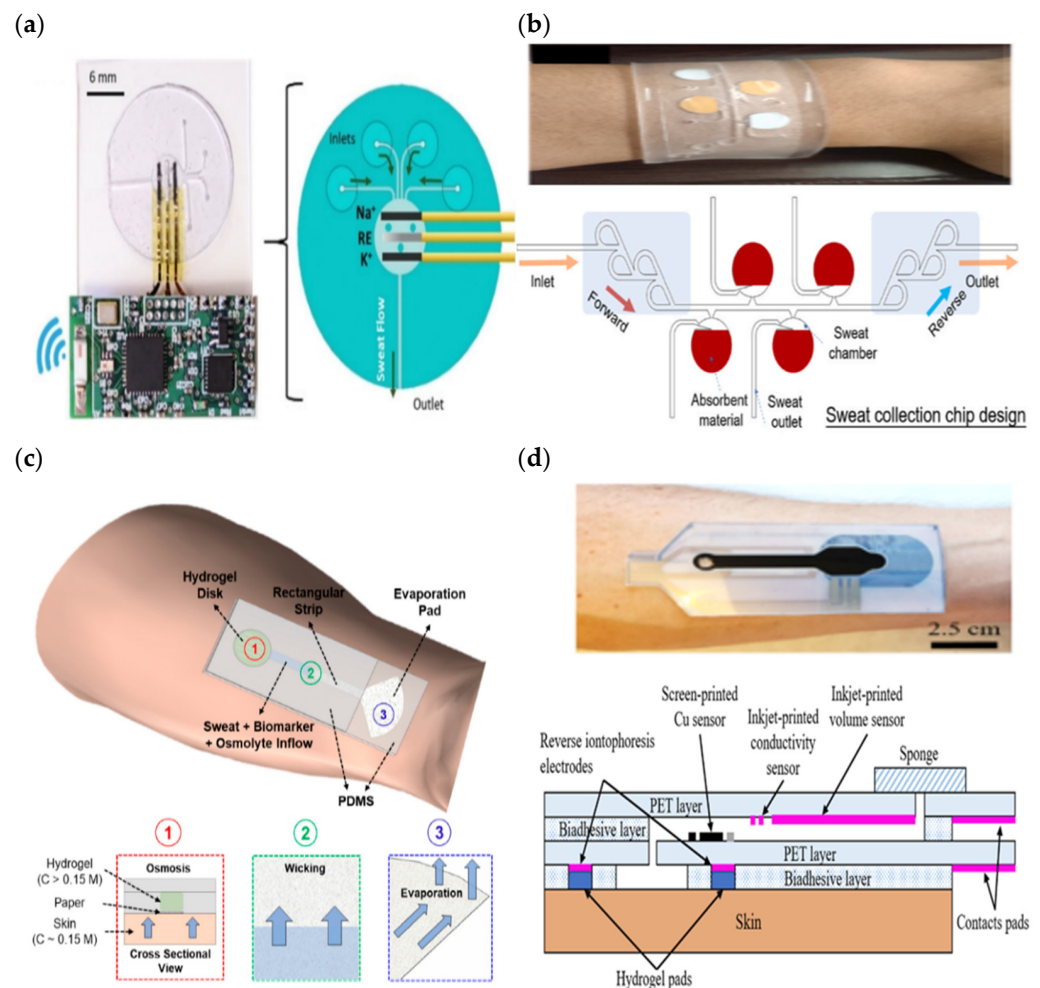 (a)
6 mm
Inlets
Na⁺
RE
K⁺
Sweat Flow
Outlet
(b)
Inlet
Forward
Reverse
Outlet
Sweat
chamber
Absorbent
material
Sweat
outlet
Sweat collection chip design
(c)
Hydrogel
Disk
Rectangular
Strip
Evaporation
Pad
1
2
3
Sweat + Biomarker
+ Osmolyte Inflow
PDMS
1
2
3
Hydrogel
(C > 0.15 M)
Paper
Skin
(C ~ 0.15 M)
Osmosis
Cross Sectional
View
Wicking
Evaporation
(d)
2.5 cm
Screen-printed
Cu sensor
Inkjet-printed
volume sensor
Inkjet-printed
conductivity
sensor
Reverse iontophoresis
electrodes
Sponge
PET layer
Biadhesive layer
PET layer
Biadhesive layer
Skin
Contacts pads
Hydrogel pads